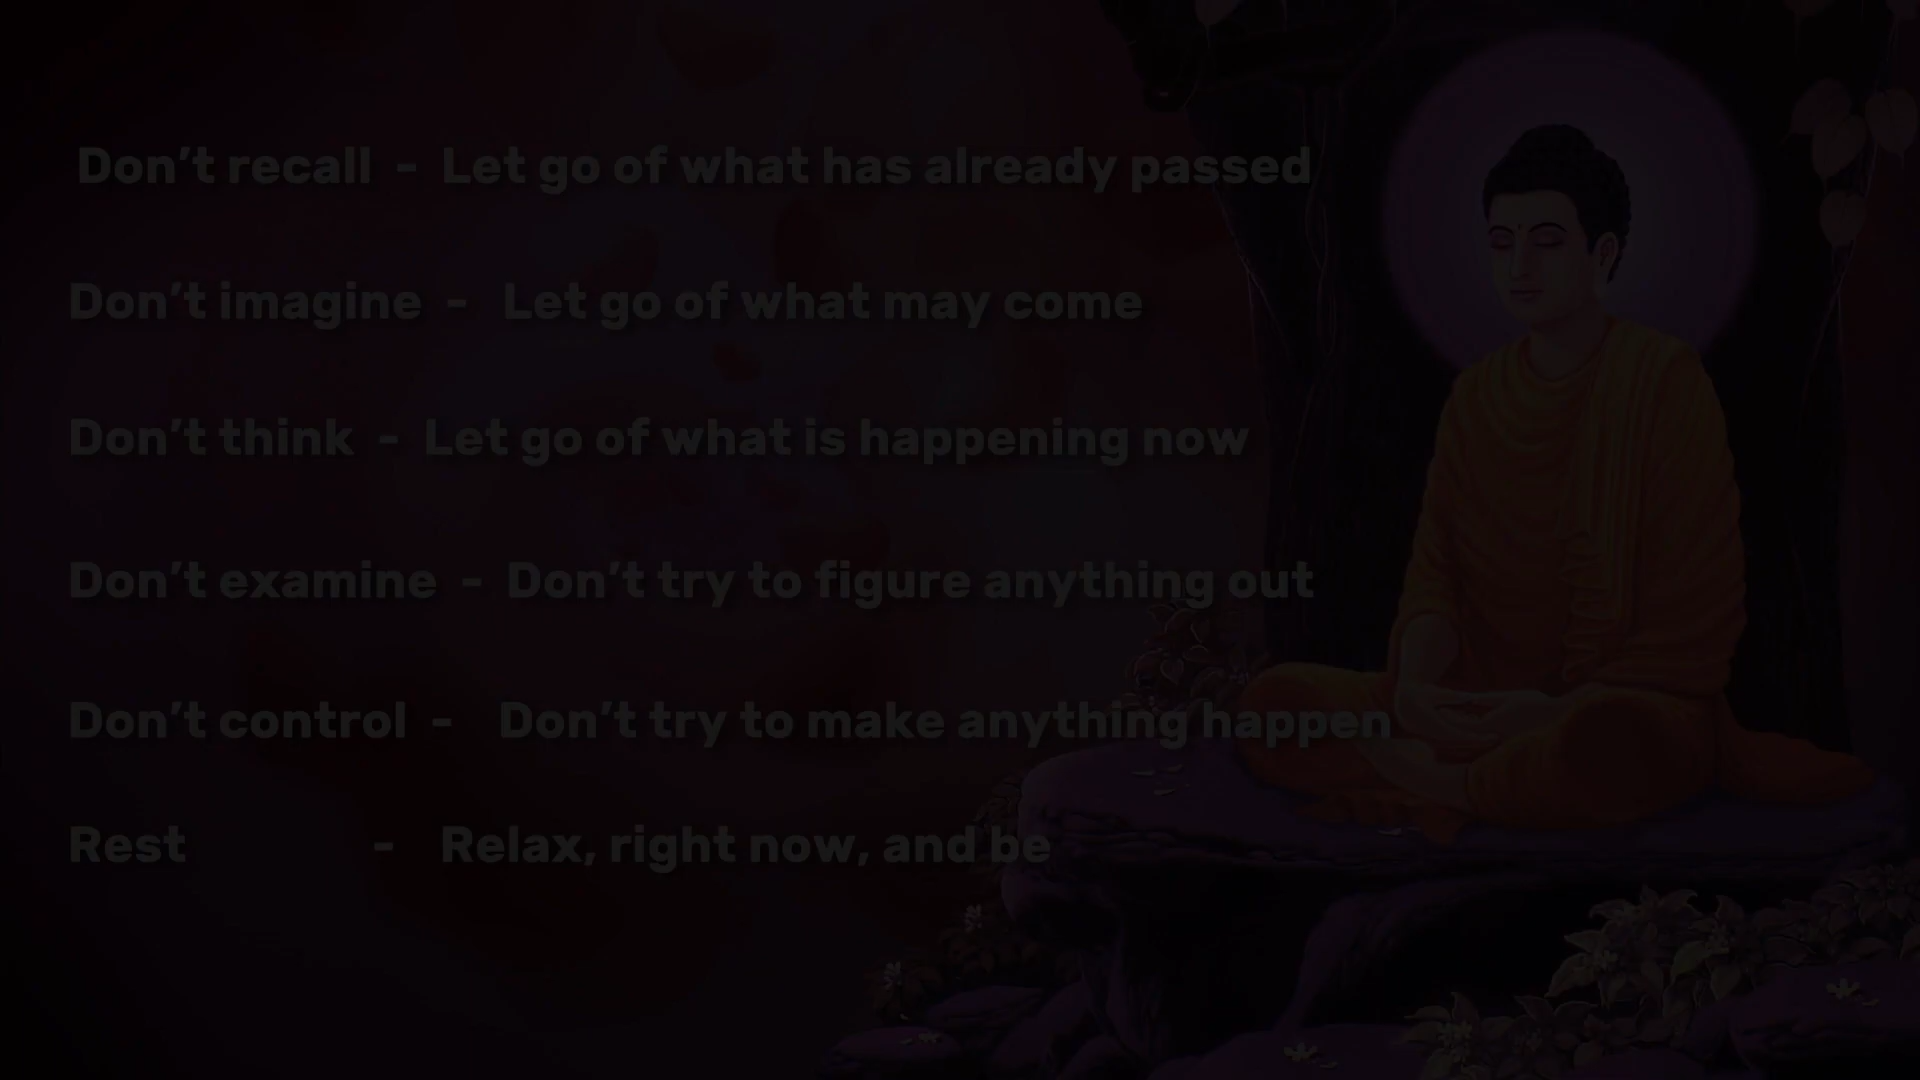 Don’t recall - Let go of what has already passed
Don’t imagine - Let go of what may come
Don’t think - Let go of what is happening now
Don’t examine - Don’t try to figure anything out
Don’t control - Don’t try to make anything happen
Rest - Relax, right now, and be